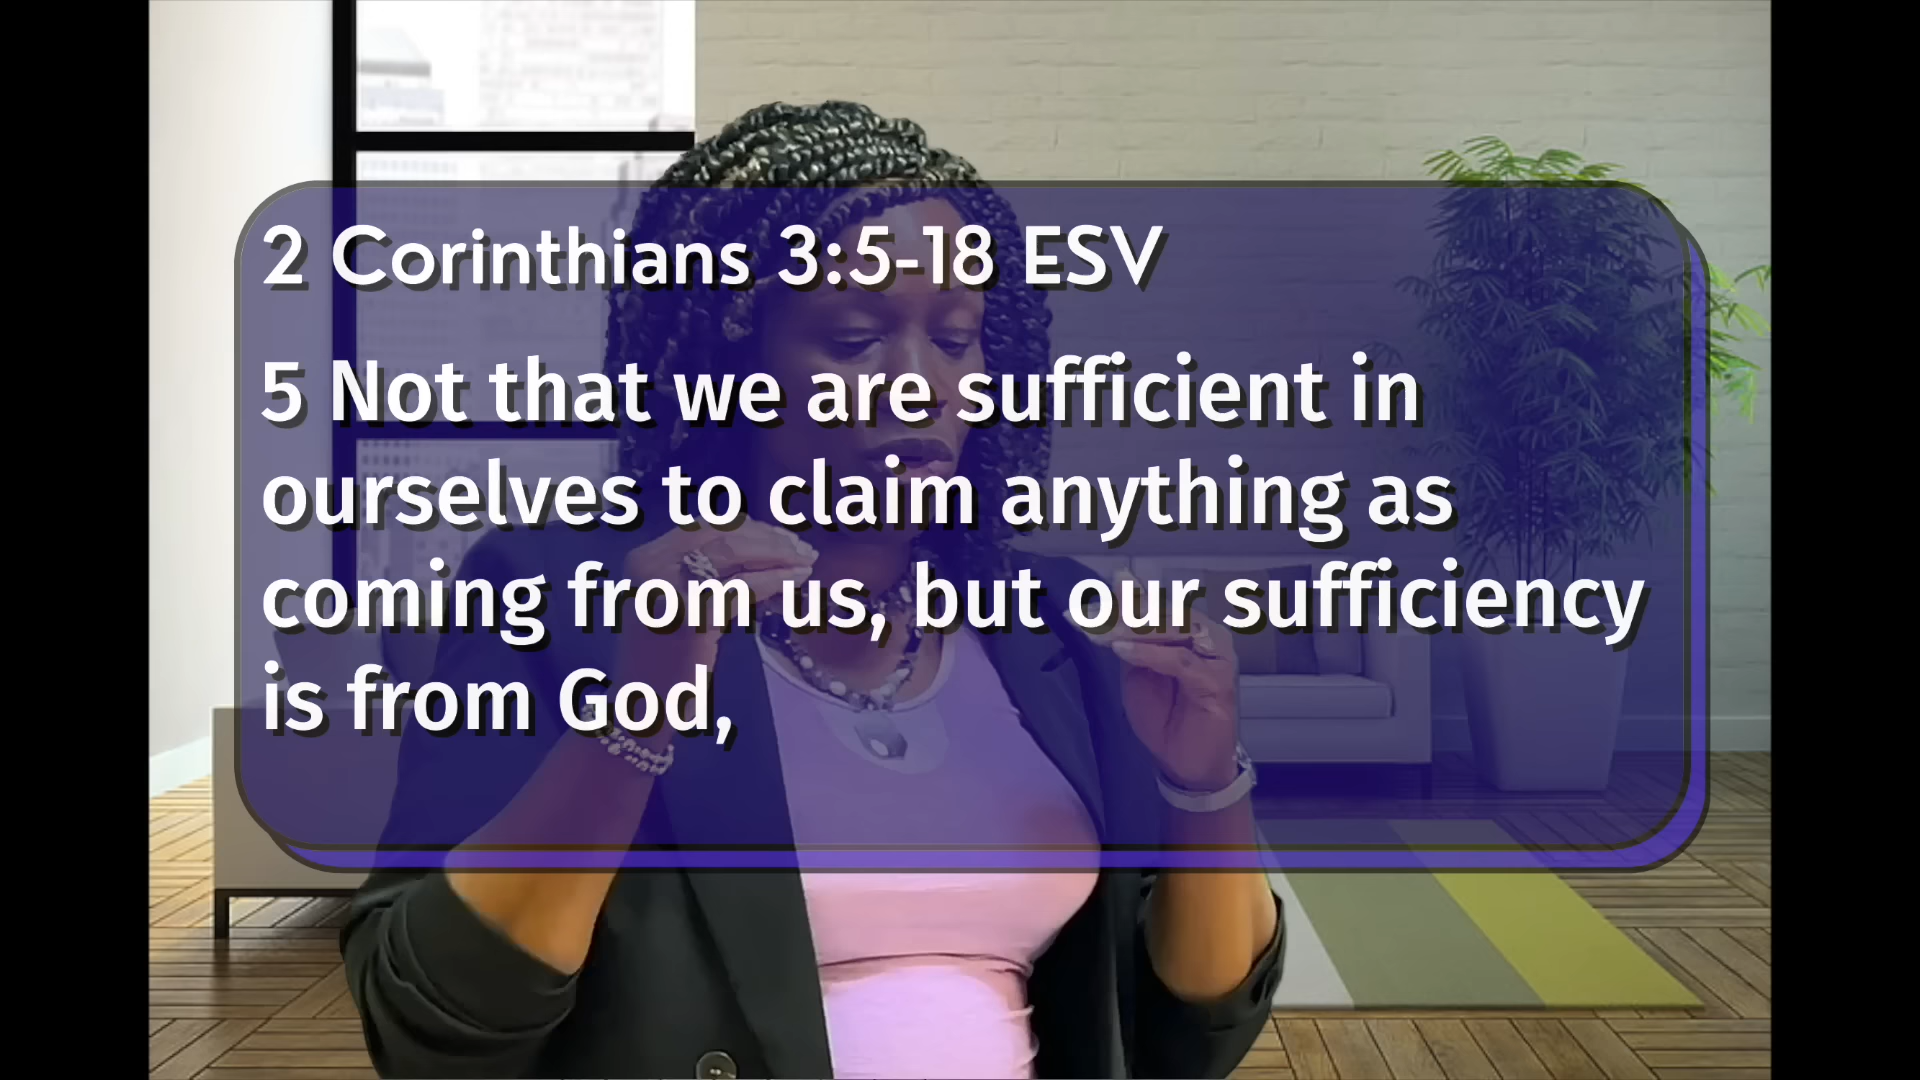 2 Corinthians 3:5-18 ESV
5 Not that we are sufficient in
ourselves to claim anything as
coming from us, but our sufficiency
is from God,